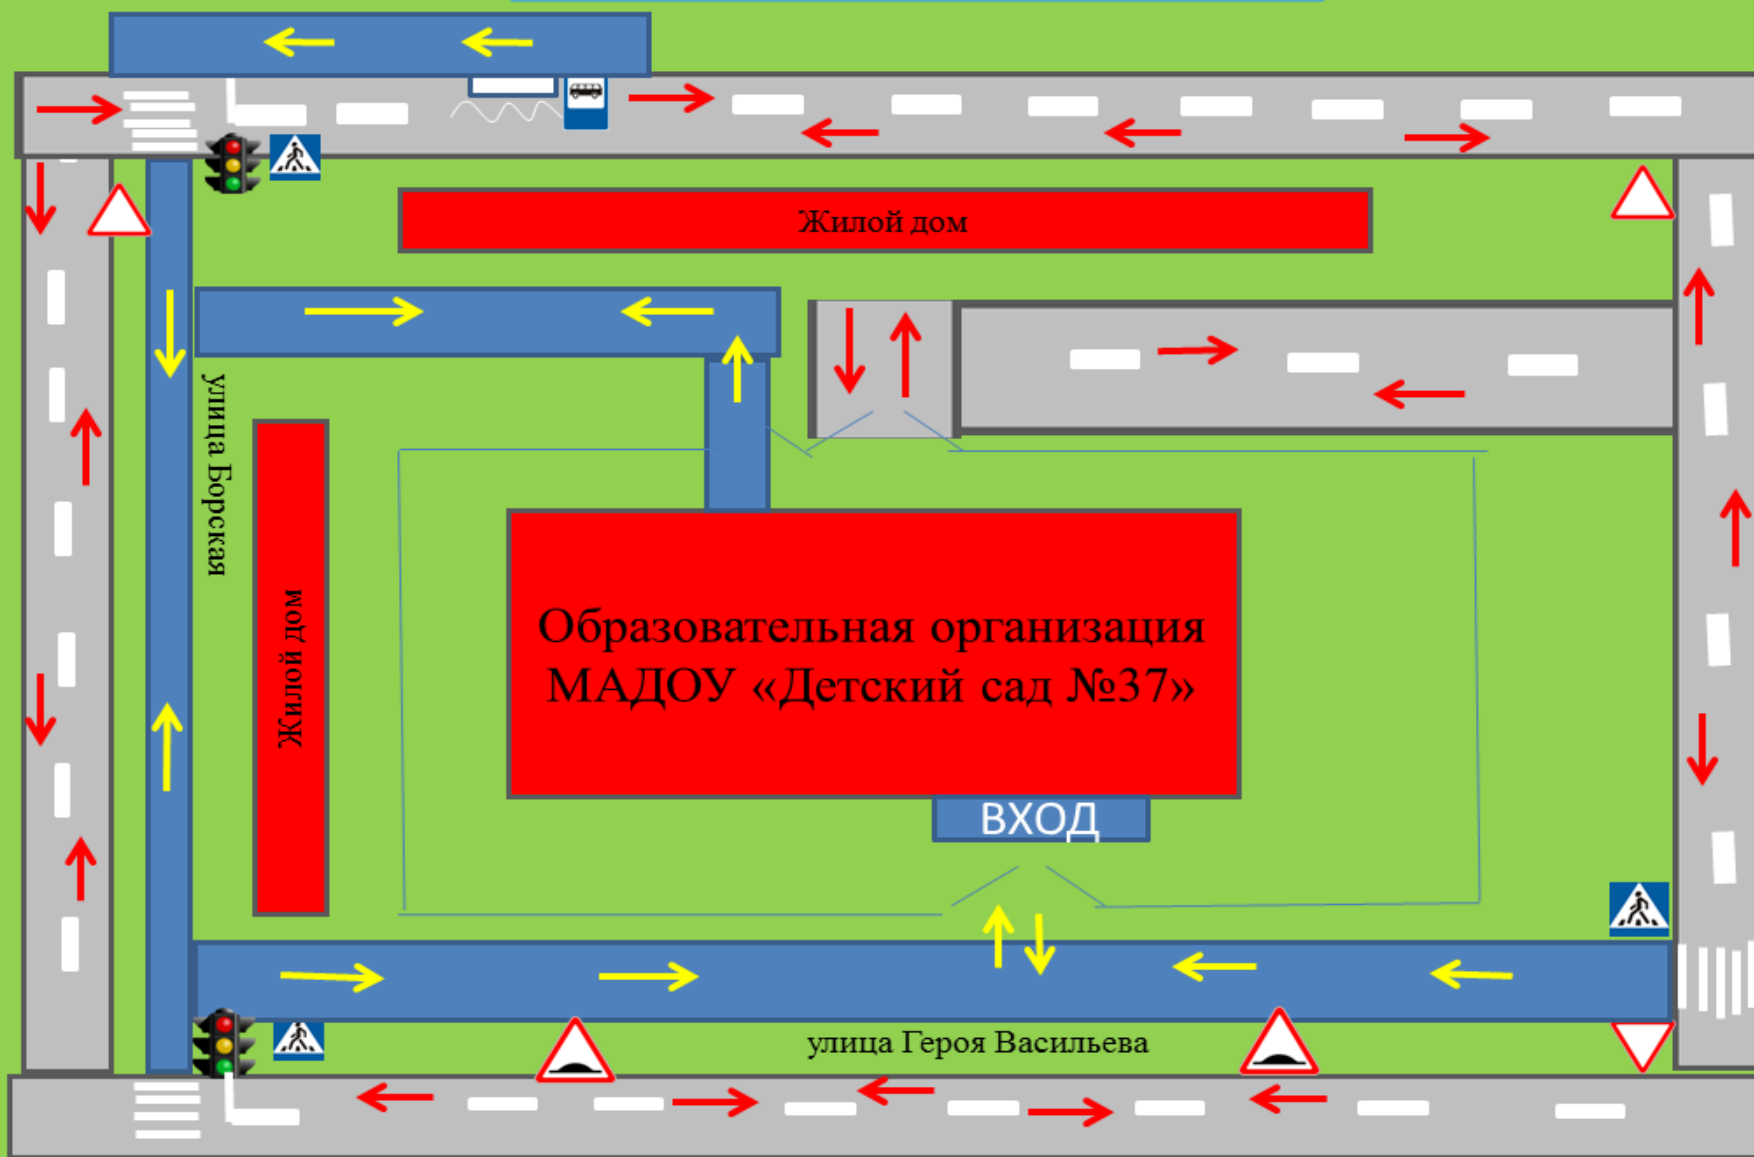 Жилой дом
улица Борская
Жилой дом
Образовательная организация
МАДОУ «Детский сад №37»
ВХОД
улица Героя Васильева